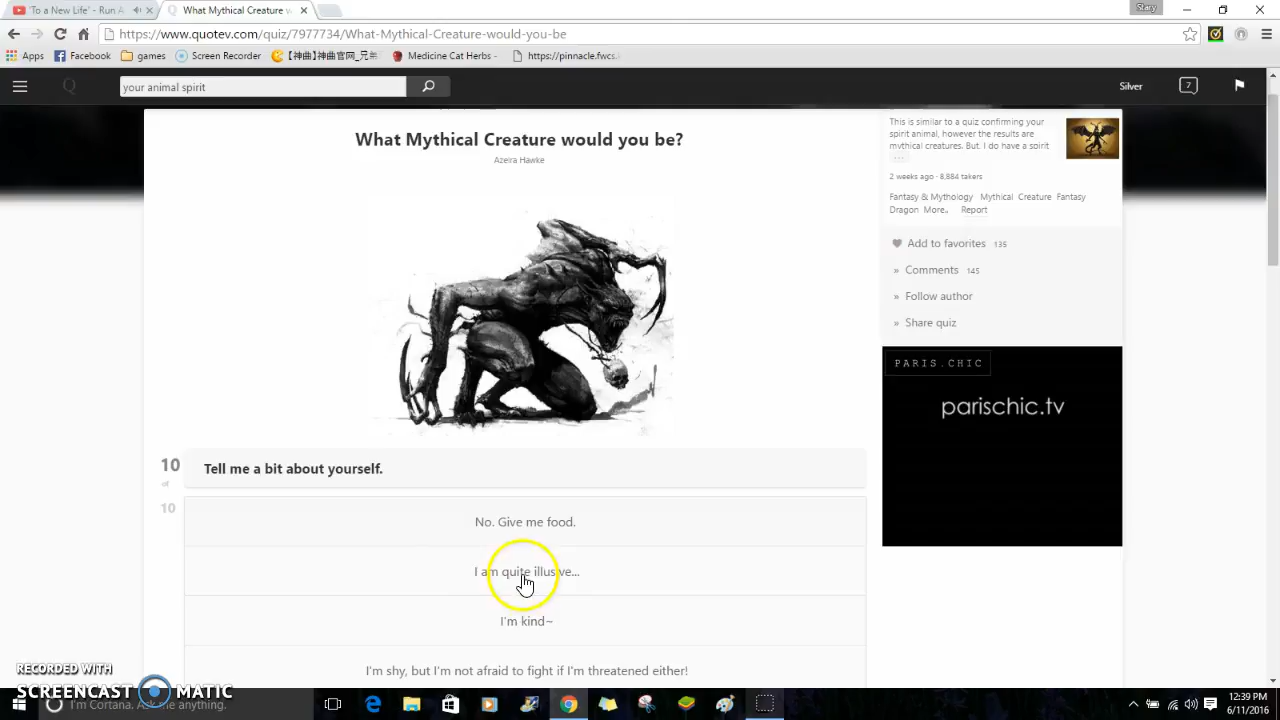 "To a New Life" - Run A
What Mythical Creature w
Stacy
https://www.quotev.com/quiz/7977734/What-Mythical-Creature-would-you-be
Apps
Facebook
games
Screen Recorder
Medicine Cat Herbs -
https://pinnacle.fwcs.
your animal spirit
Silver
7
What Mythical Creature would you be?
Azeira Hawke
This is similar to a quiz confirming your
spirit animal, however the results are
mythical creatures. But. I do have a spirit
...
2 weeks ago · 8,884 takers
Fantasy & Mythology Mythical Creature Fantasy
Dragon More.. Report
Add to favorites 135
» Comments 145
» Follow author
» Share quiz
PARIS.CHIC
parischic.tv
10
of
10
Tell me a bit about yourself.
No. Give me food.
I am quite illusive...
I'm kind~
I'm shy, but I'm not afraid to fight if I'm threatened either!
RECORDED WITH
SCREENCAST MATIC
I'm Cortana. Ask me anything.
12:39 PM
6/11/2016